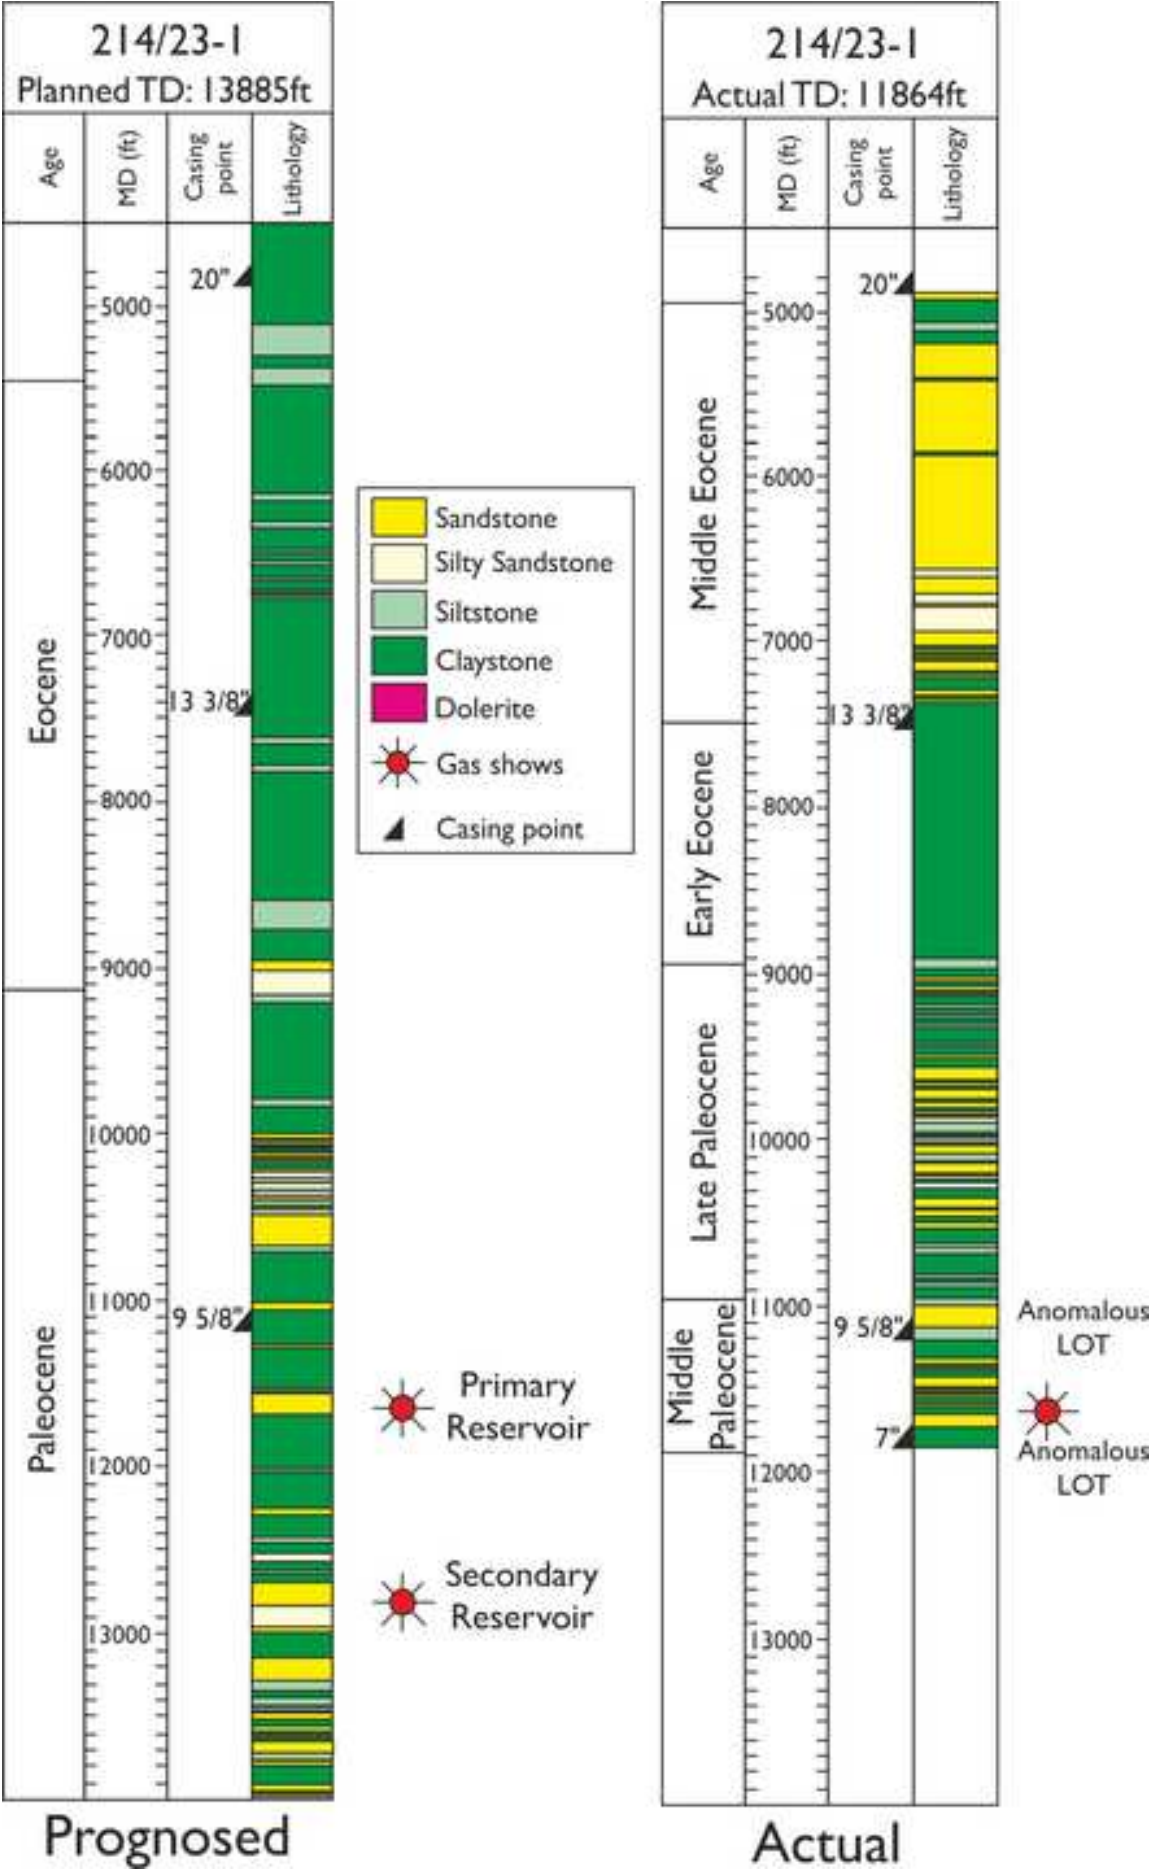 214/23-1
Planned TD: 13885ft
Age
MD (ft)
Casing
point
Lithology
20"
5000
6000
7000
Eocene
13 3/8"
8000
9000
10000
11000
9 5/8"
Paleocene
12000
13000
Primary
Reservoir
Secondary
Reservoir
Prognosed
Sandstone
Silty Sandstone
Siltstone
Claystone
Dolerite
Gas shows
Casing point
214/23-1
Actual TD: 11864ft
Age
MD (ft)
Casing
point
Lithology
20"
5000
Middle Eocene
6000
7000
13 3/8"
8000
Early Eocene
9000
Late Paleocene
10000
11000
9 5/8"
Anomalous
LOT
Middle
Paleocene
7"
Anomalous
LOT
12000
13000
Actual